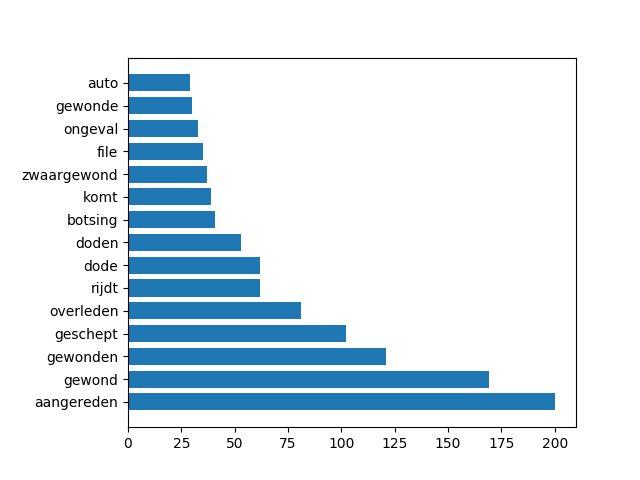 auto
gewonde
ongeval
file
zwaargewond
komt
botsing
doden
dode
rijdt
overleden
geschept
gewonden
gewond
aangereden
0 25 50 75 100 125 150 175 200